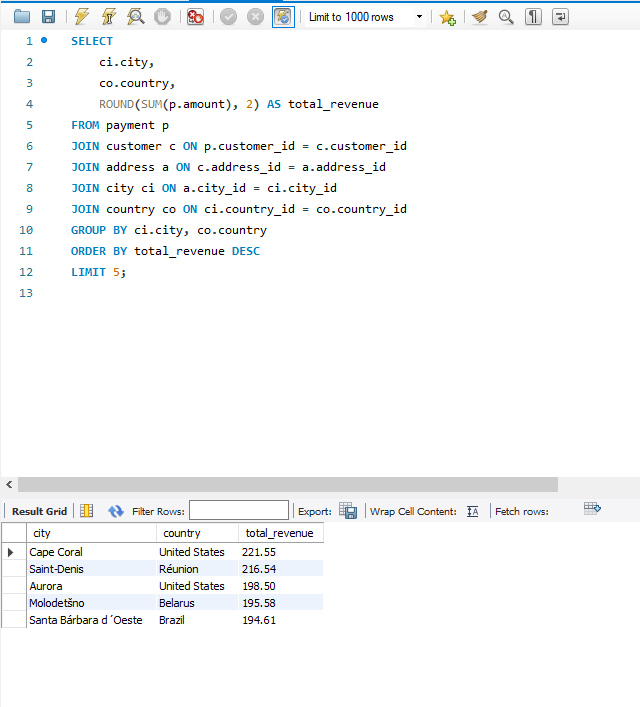 Limit to 1000 rows
1 SELECT
2 ci.city,
3 co.country,
4 ROUND(SUM(p.amount), 2) AS total_revenue
5 FROM payment p
6 JOIN customer c ON p.customer_id = c.customer_id
7 JOIN address a ON c.address_id = a.address_id
8 JOIN city ci ON a.city_id = ci.city_id
9 JOIN country co ON ci.country_id = co.country_id
10 GROUP BY ci.city, co.country
11 ORDER BY total_revenue DESC
12 LIMIT 5;
13
Result Grid Filter Rows: Export: Wrap Cell Content: Fetch rows:
city country total_revenue
Cape Coral United States 221.55
Saint-Denis Réunion 216.54
Aurora United States 198.50
Molodetšno Belarus 195.58
Santa Bárbara d´Oeste Brazil 194.61